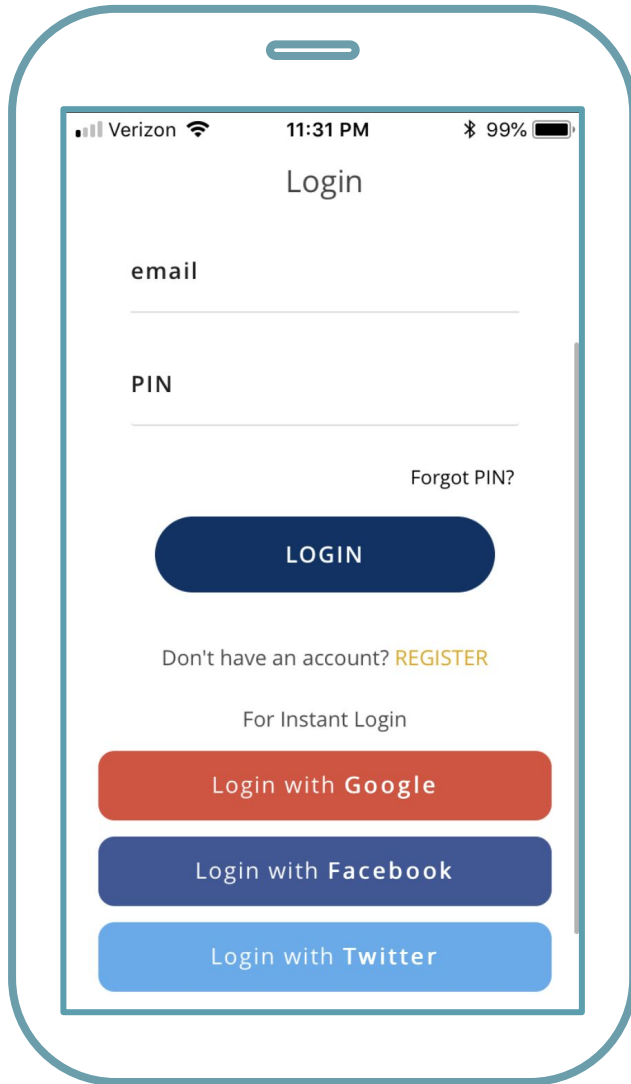 Verizon 11:31 PM 99%
Login
email
PIN
Forgot PIN?
LOGIN
Don't have an account? REGISTER
For Instant Login
Login with Google
Login with Facebook
Login with Twitter